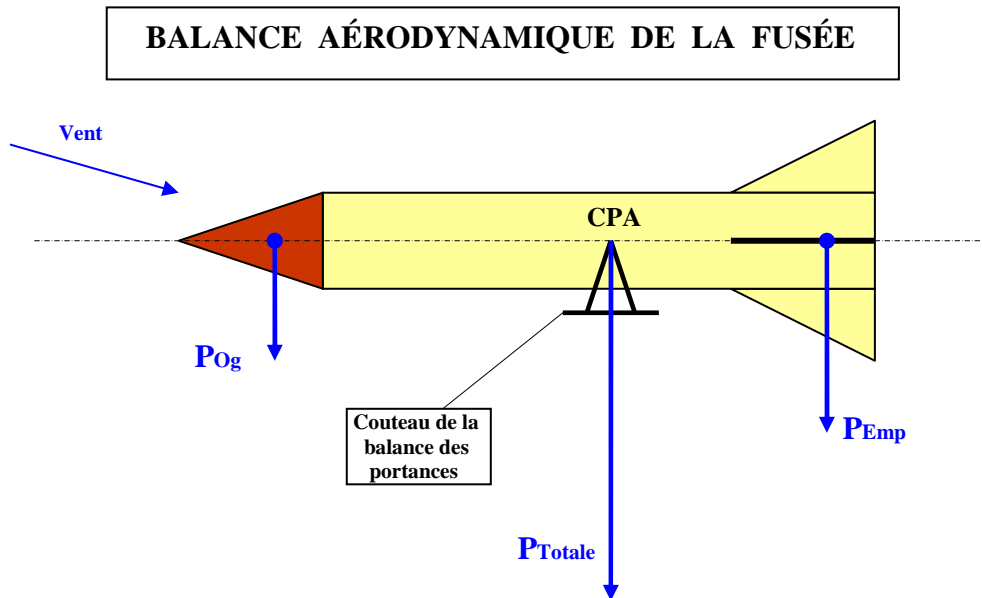 BALANCE AÉRODYNAMIQUE DE LA FUSÉE
Vent
CPA
POg
Couteau de la
balance des
portances
PEmp
PTotale